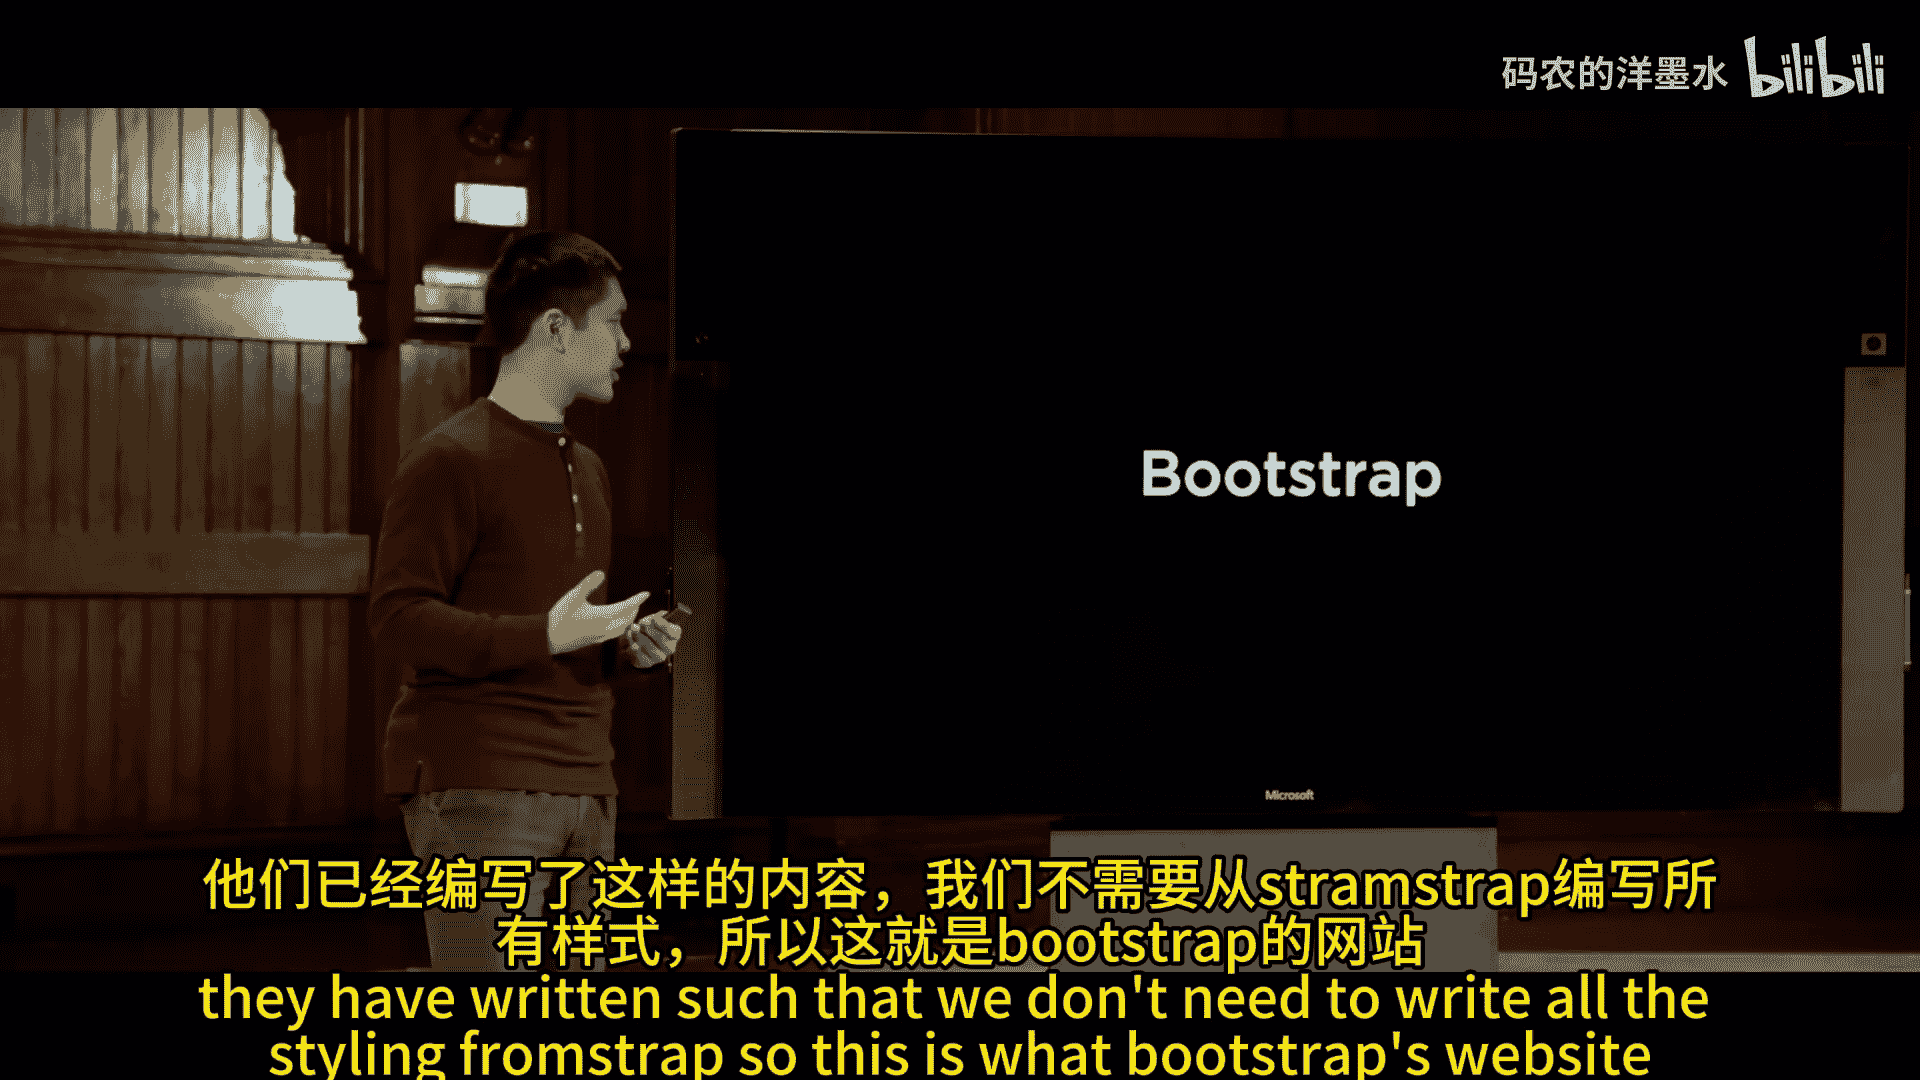 码农的洋墨水 bilibili
Bootstrap
Microsoft
他们已经编写了这样的内容，我们不需要从stramstrap编写所
有样式，所以这就是bootstrap的网站
they have written such that we don't need to write all the
styling fromstrap so this is what bootstrap's website